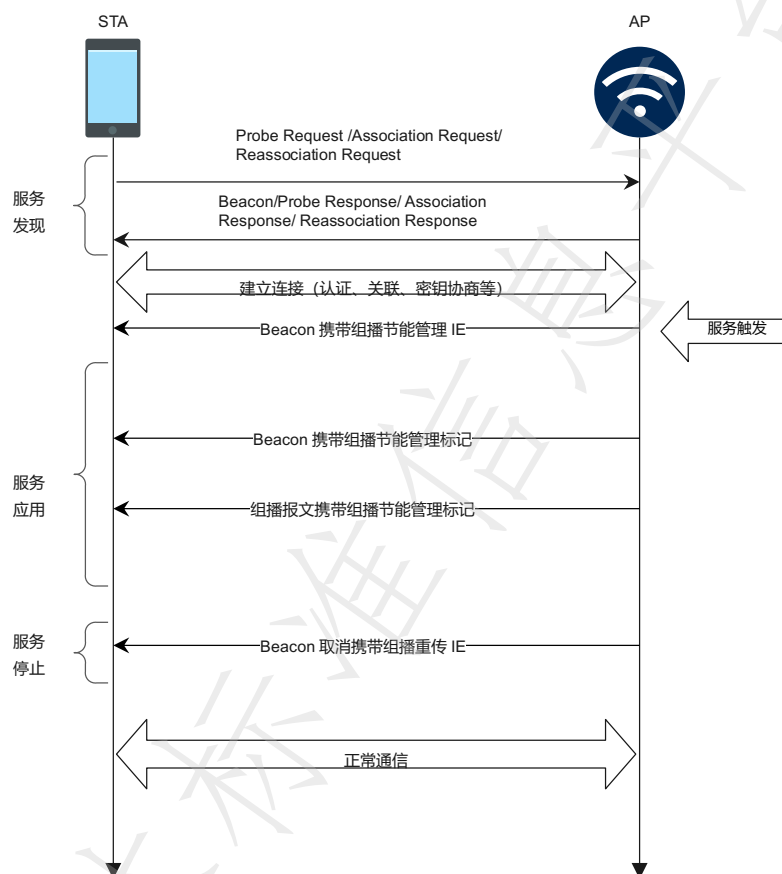 STA
AP
Probe Request /Association Request/
Reassociation Request
服务
发现
Beacon/Probe Response/ Association
Response/ Reassociation Response
建立连接（认证、关联、密钥协商等）
Beacon 携带组播节能管理 IE
服务触发
Beacon 携带组播节能管理标记
服务
应用
组播报文携带组播节能管理标记
服务
停止
Beacon 取消携带组播重传 IE
正常通信
标准信息